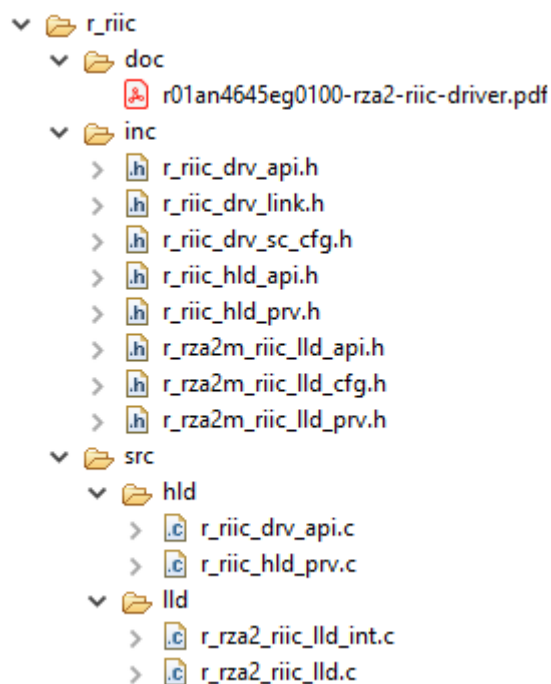 r_riic
doc
r01an4645eg0100-rza2-riic-driver.pdf
inc
.h r_riic_drv_api.h
.h r_riic_drv_link.h
.h r_riic_drv_sc_cfg.h
.h r_riic_hld_api.h
.h r_riic_hld_prv.h
.h r_rza2m_riic_lld_api.h
.h r_rza2m_riic_lld_cfg.h
.h r_rza2m_riic_lld_prv.h
src
hld
.c r_riic_drv_api.c
.c r_riic_hld_prv.c
lld
.c r_rza2_riic_lld_int.c
.c r_rza2_riic_lld.c